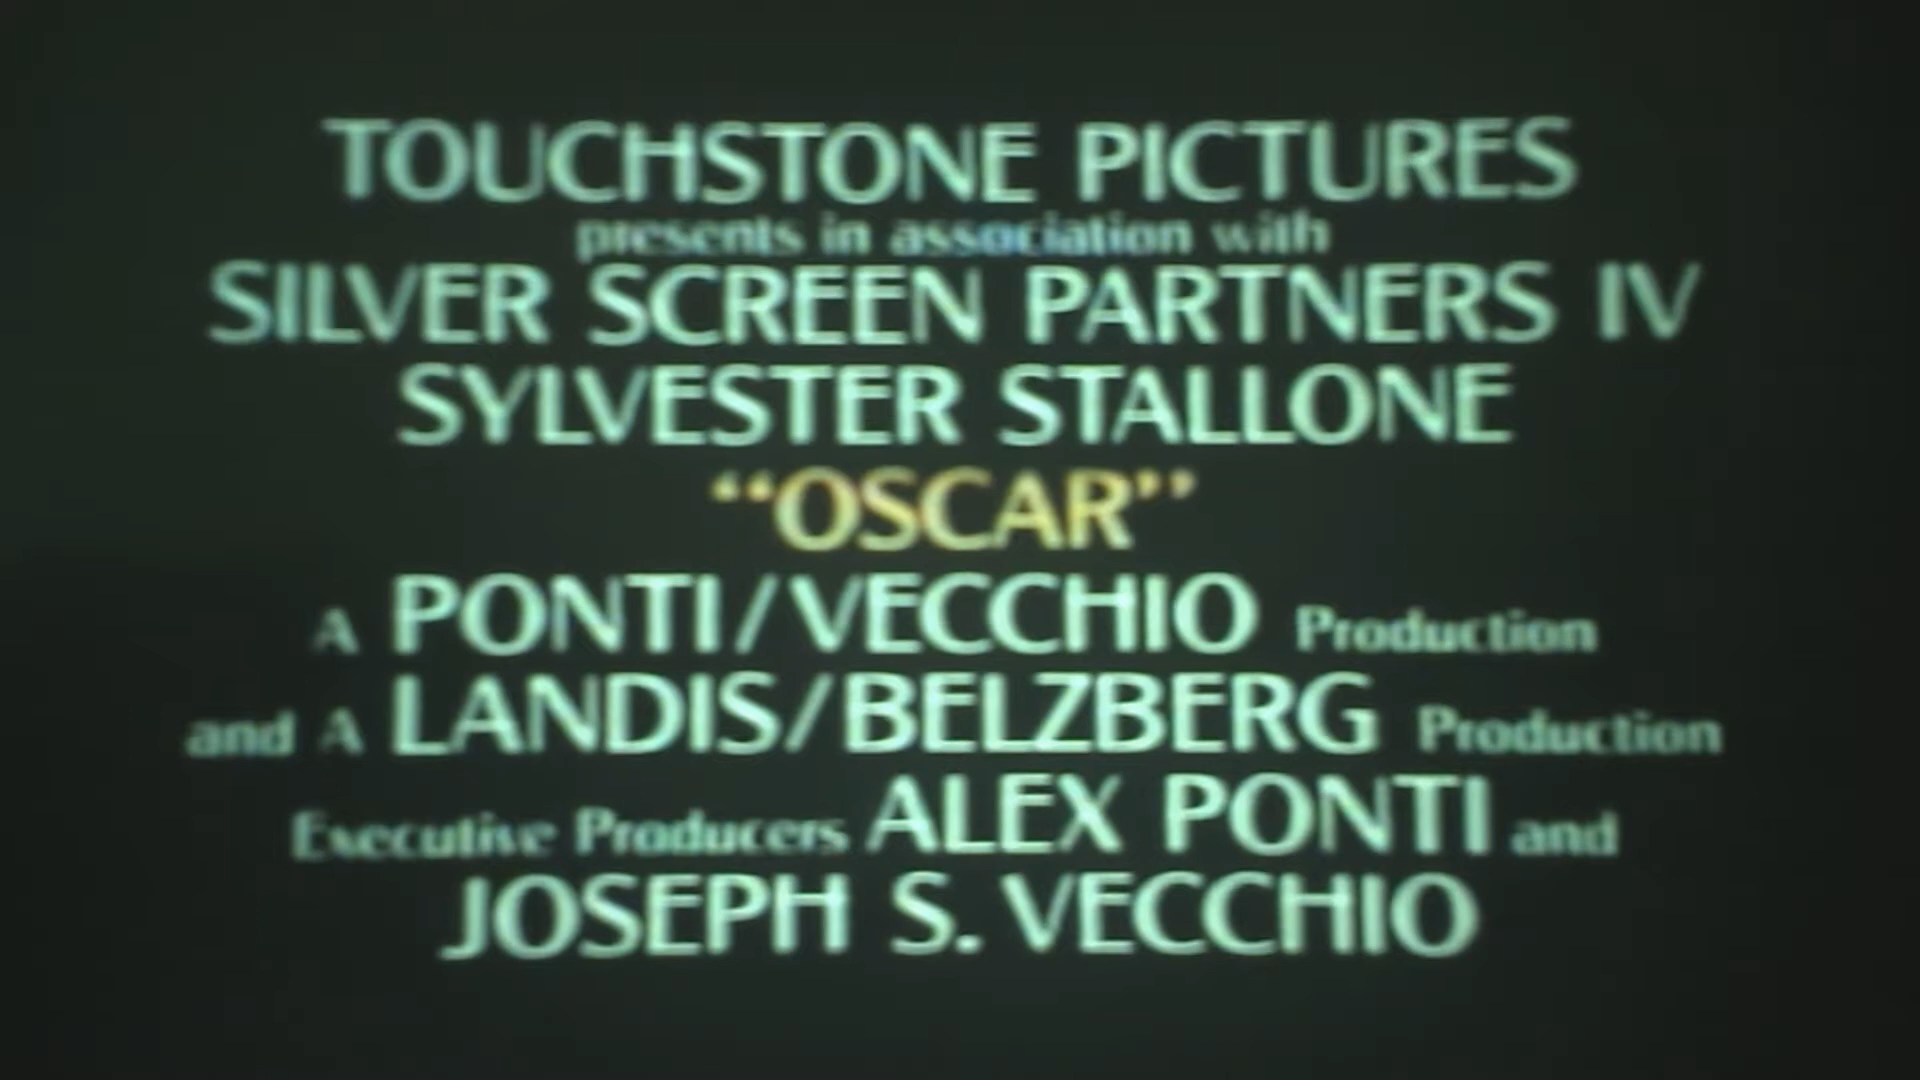 TOUCHSTONE PICTURES
presents in association with
SILVER SCREEN PARTNERS IV
SYLVESTER STALLONE
“OSCAR”
A PONTI/VECCHIO Production
and A LANDIS/BELZBERG Production
Executive Producers ALEX PONTI and
JOSEPH S. VECCHIO